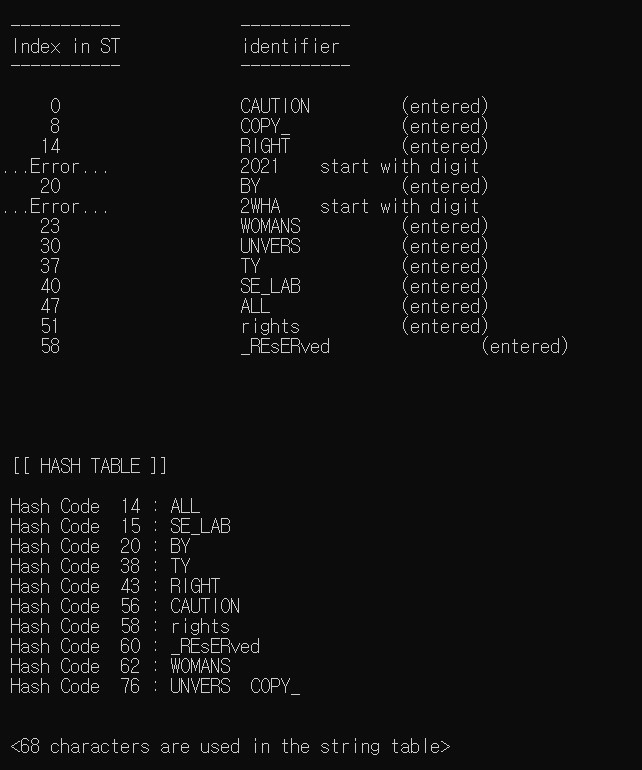 -----------  -----------
Index in ST  identifier
-----------  -----------
0  CAUTION  (entered)
8  COPY_  (entered)
14  RIGHT  (entered)
...Error...  2021  start with digit
20  BY  (entered)
...Error...  2WHA  start with digit
23  WOMANS  (entered)
30  UNVERS  (entered)
37  TY  (entered)
40  SE_LAB  (entered)
47  ALL  (entered)
51  rights  (entered)
58  _REsERved  (entered)
[[ HASH TABLE ]]
Hash Code  14 : ALL
Hash Code  15 : SE_LAB
Hash Code  20 : BY
Hash Code  38 : TY
Hash Code  43 : RIGHT
Hash Code  56 : CAUTION
Hash Code  58 : rights
Hash Code  60 : _REsERved
Hash Code  62 : WOMANS
Hash Code  76 : UNVERS  COPY_
<68 characters are used in the string table>